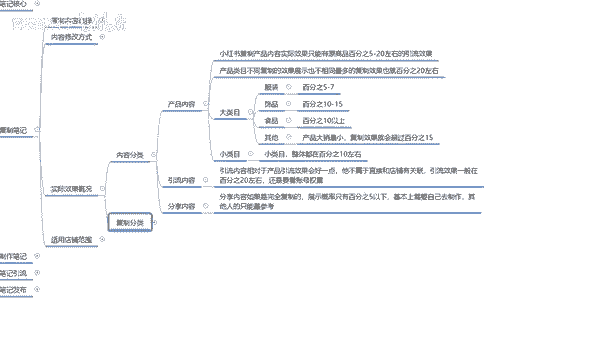 笔记核心
内容修改方式
小红书复制产品内容实际效果只能有原商品百分之5-20左右的引流效果
产品类目不同复制的效果展示也不相同最多的复制效果也就百分之20左右
服装
百分之5-7
产品内容
饰品
百分之10-15
大类目
食品
百分之10以上
复制笔记
其他
产品大销量小，复制效果就会超过百分之15
内容分类
小类目
小类目，整体都在百分之10左右
引流内容
引流内容相对于产品引流效果会好一点，他不属于直接和店铺有关联，引流效果一般在
百分之20左右，还是要看账号权重
实际效果概况
分享内容
分享内容如果是完全复制的，展示概率只有百分之5以下，基本上需要自己去制作，其
他人的只能做参考
复制分类
适用店铺范围
制作笔记
笔记引流
笔记发布